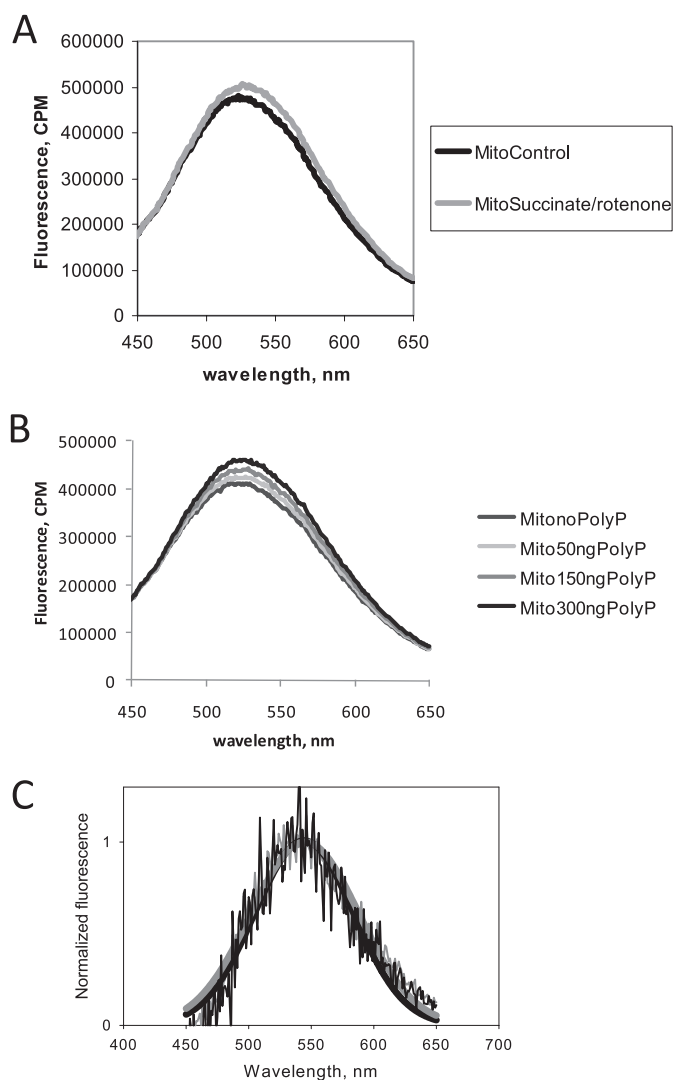 A
600000
500000
400000
300000
200000
100000
0
Fluorescence, CPM
450 500 550 600 650
wavelength, nm
MitoControl
MitoSuccinate/rotenone
B
500000
400000
300000
200000
100000
0
Fluorescence, CPM
450 500 550 600 650
wavelength, nm
MitonoPolyP
Mito50ngPolyP
Mito150ngPolyP
Mito300ngPolyP
C
Normalized fluorescence
1
0
400 450 500 550 600 650 700
Wavelength, nm